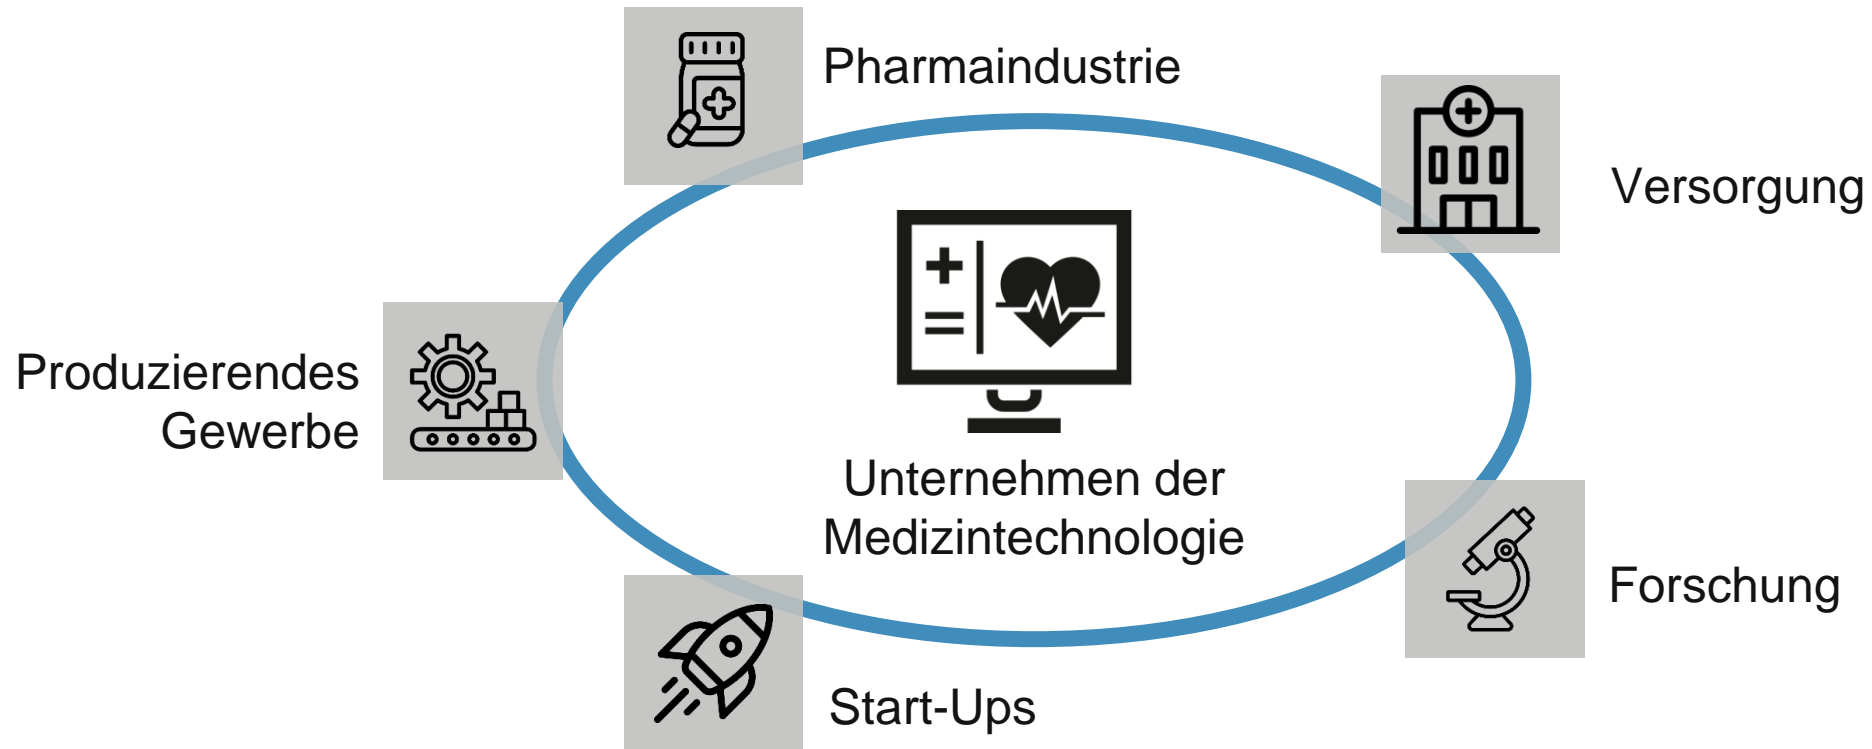 Pharmaindustrie
Versorgung
Produzierendes
Gewerbe
Unternehmen der
Medizintechnologie
Forschung
Start-Ups